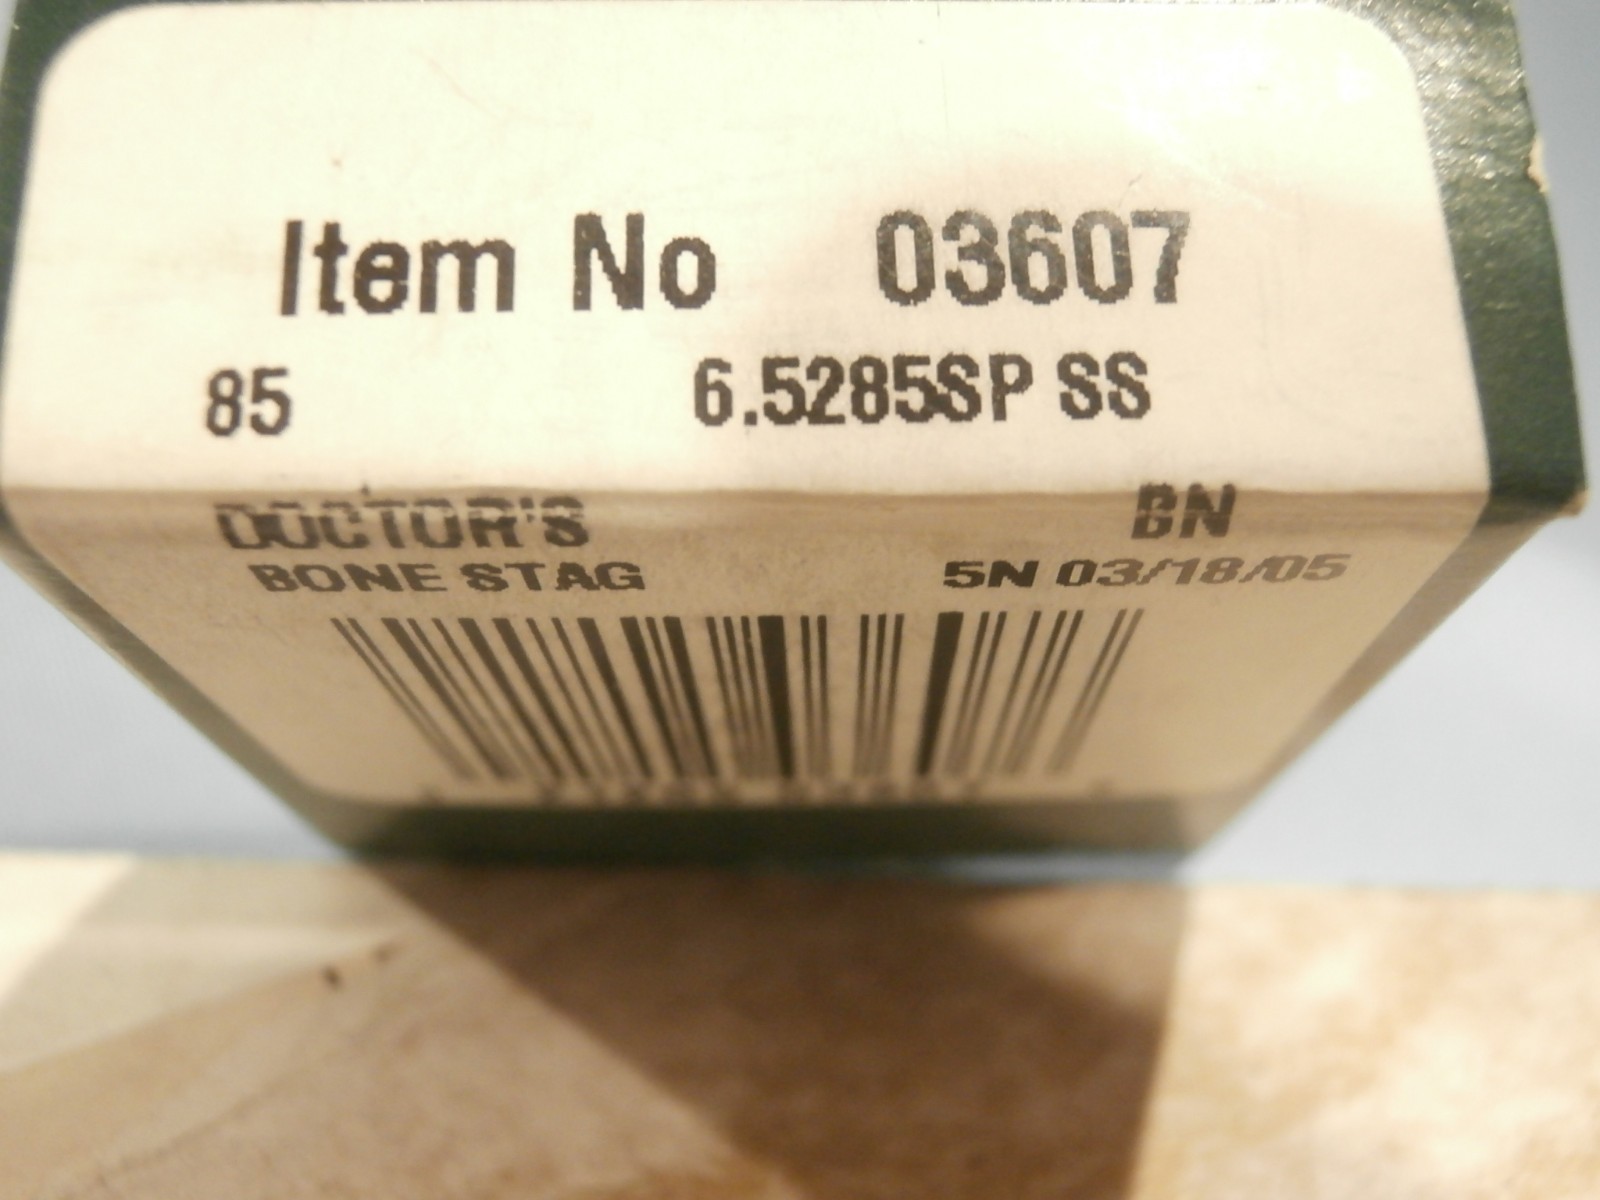 Item No 03607
85 6.5285SP SS
DOCTOR'S BN
BONE STAG 5N 03/18/05